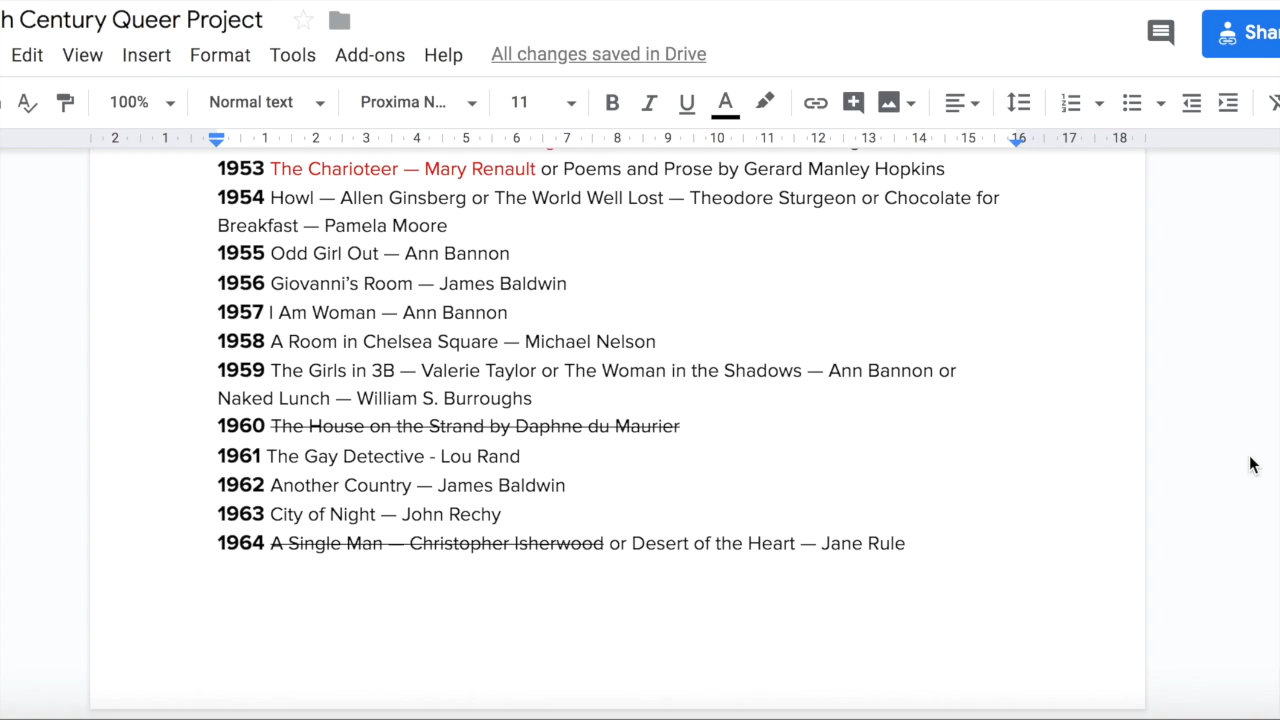 h Century Queer Project
Edit View Insert Format Tools Add-ons Help All changes saved in Drive
Shar
100% Normal text Proxima N... 11 B I U A
2 1 1 2 3 4 5 6 7 8 9 10 11 12 13 14 15 16 17 18
1953 The Charioteer — Mary Renault or Poems and Prose by Gerard Manley Hopkins
1954 Howl — Allen Ginsberg or The World Well Lost — Theodore Sturgeon or Chocolate for
Breakfast — Pamela Moore
1955 Odd Girl Out — Ann Bannon
1956 Giovanni’s Room — James Baldwin
1957 I Am Woman — Ann Bannon
1958 A Room in Chelsea Square — Michael Nelson
1959 The Girls in 3B — Valerie Taylor or The Woman in the Shadows — Ann Bannon or
Naked Lunch — William S. Burroughs
1960 The House on the Strand by Daphne du Maurier
1961 The Gay Detective - Lou Rand
1962 Another Country — James Baldwin
1963 City of Night — John Rechy
1964 A Single Man — Christopher Isherwood or Desert of the Heart — Jane Rule